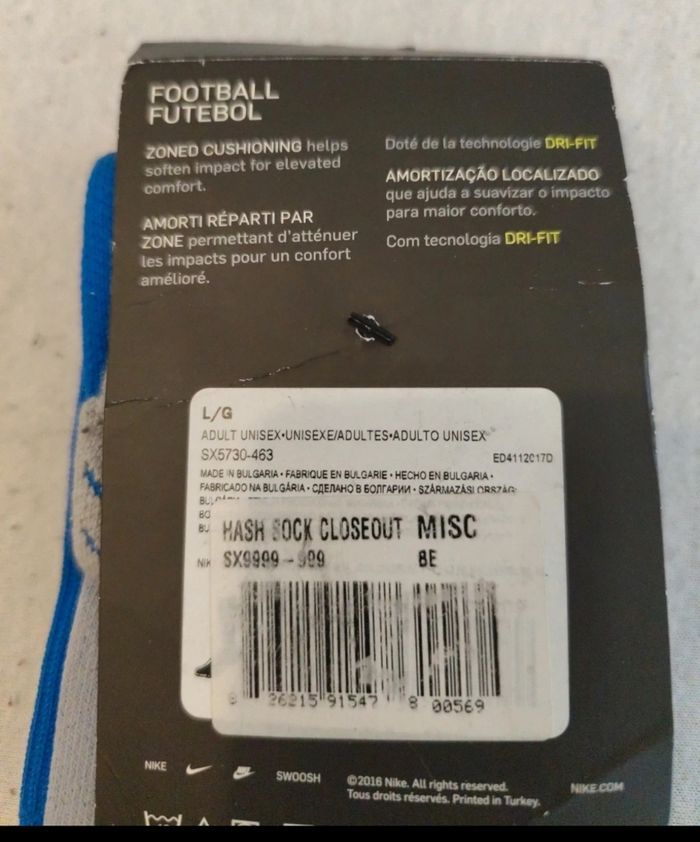 FOOTBALL
FUTEBOL
ZONED CUSHIONING helps
soften impact for elevated
comfort.
AMORTI RÉPARTI PAR
ZONE permettant d'atténuer
les impacts pour un confort
amélioré.
Doté de la technologie DRI-FIT
AMORTIZAÇÃO LOCALIZADO
que ajuda a suavizar o impacto
para maior conforto.
Com tecnologia DRI-FIT
L/G
ADULT UNISEX•UNISEXE/ADULTES•ADULTO UNISEX
SX5730-463
ED4112017D
MADE IN BULGARIA • FABRIQUE EN BULGARIE • HECHO EN BULGARIA •
FABRICADO NA BULGÁRIA • СДЕЛАНО В БОЛГАРИИ • SZÁRMAZÁSI ORSZÁG:
HASH SOCK CLOSEOUT MISC
SX9999-999 8E
8 26215 91547 8 00569
NIKE
SWOOSH
©2016 Nike. All rights reserved.
Tous droits réservés. Printed in Turkey.
NIKE.COM